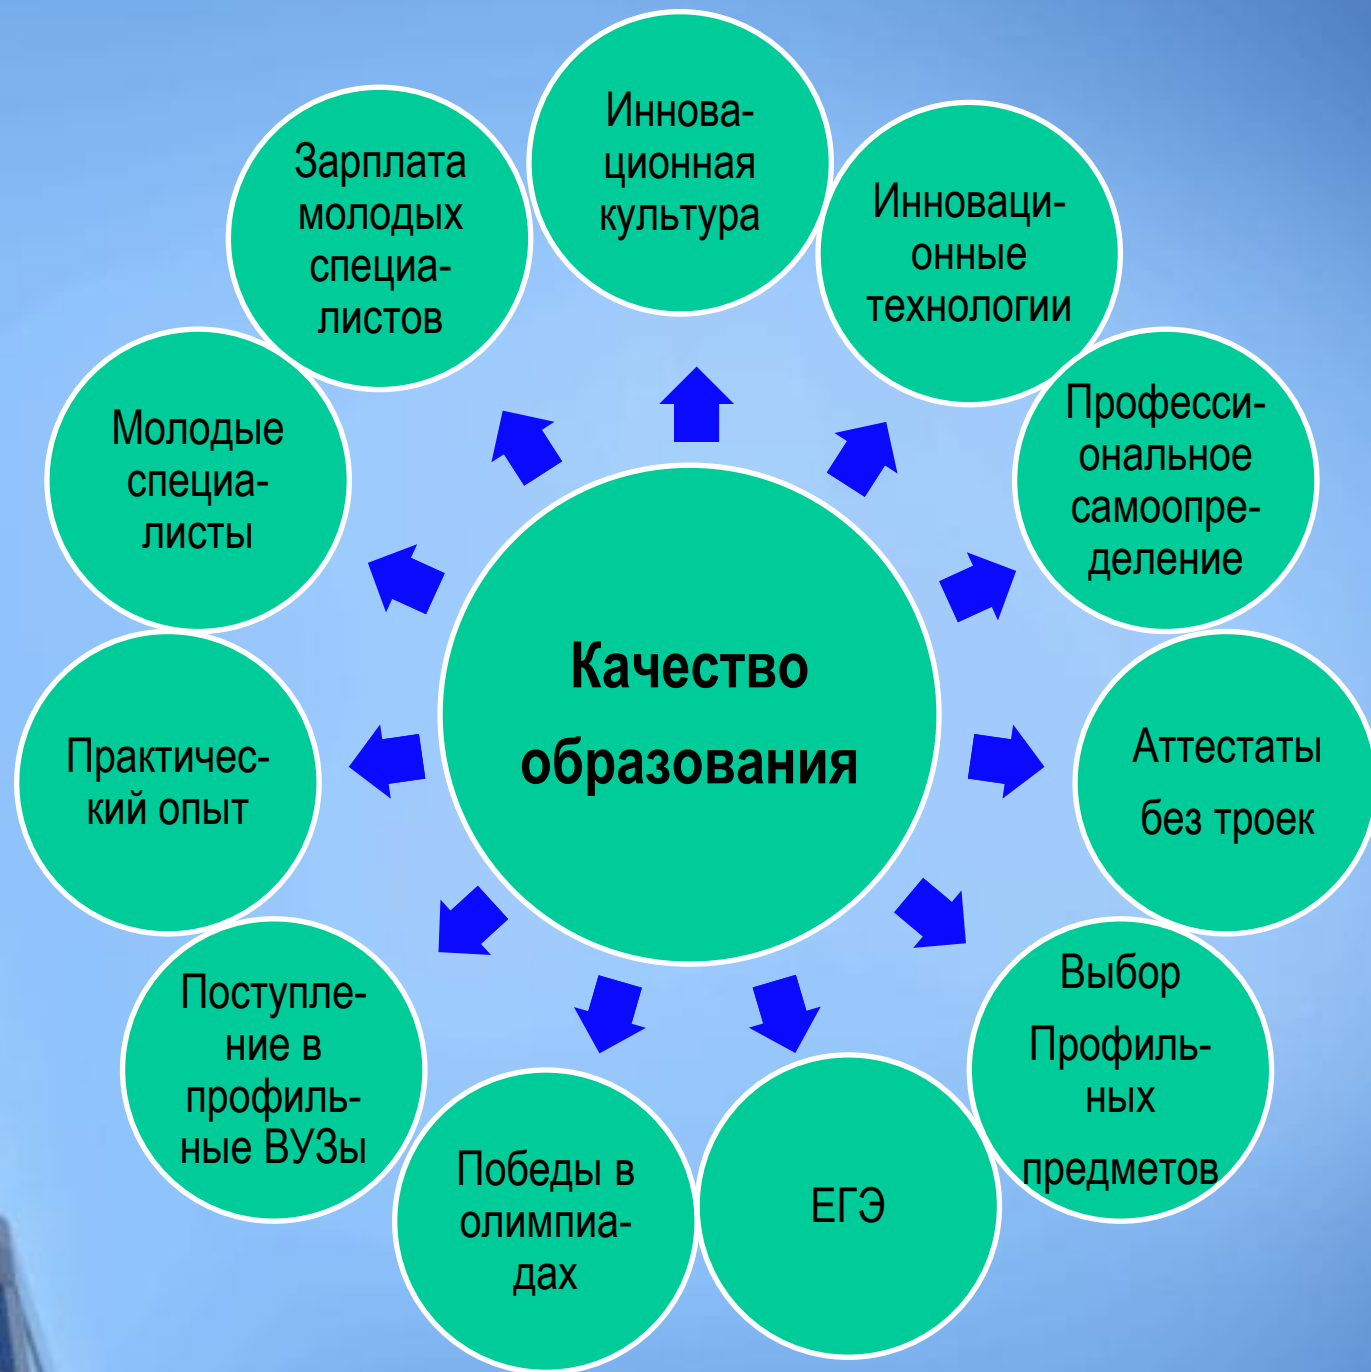 Иннова-
ционная
культура
Инноваци-
онные
технологии
Професси-
ональное
самоопре-
деление
Аттестаты
без троек
Выбор
Профиль-
ных
предметов
ЕГЭ
Победы в
олимпиа-
дах
Поступле-
ние в
профиль-
ные ВУЗы
Практичес-
кий опыт
Молодые
специа-
листы
Зарплата
молодых
специа-
листов
Качество
образования